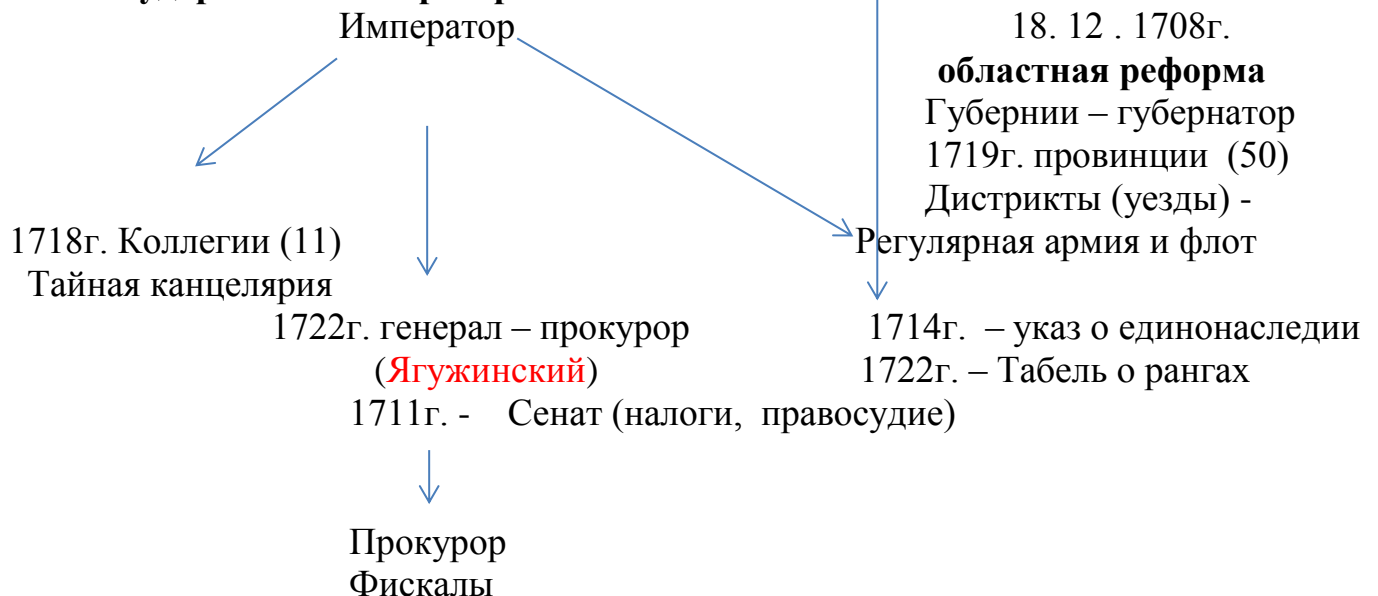 Император
18. 12 . 1708г.
областная реформа
Губернии – губернатор
1719г. провинции (50)
Дистрикты (уезды) -
1718г. Коллегии (11)
Регулярная армия и флот
Тайная канцелярия
1722г. генерал – прокурор
1714г. – указ о единонаследии
(Ягужинский)
1722г. – Табель о рангах
1711г. - Сенат (налоги, правосудие)
Прокурор
Фискалы